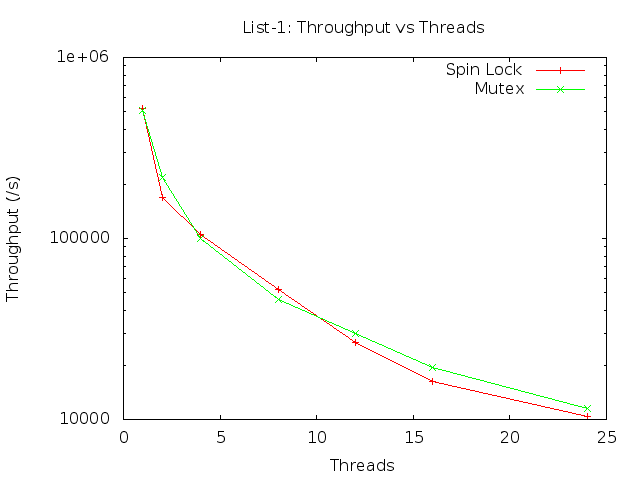 List-1: Throughput vs Threads
1e+06
Spin Lock
Mutex
Throughput (/s)
100000
10000
0 5 10 15 20 25
Threads